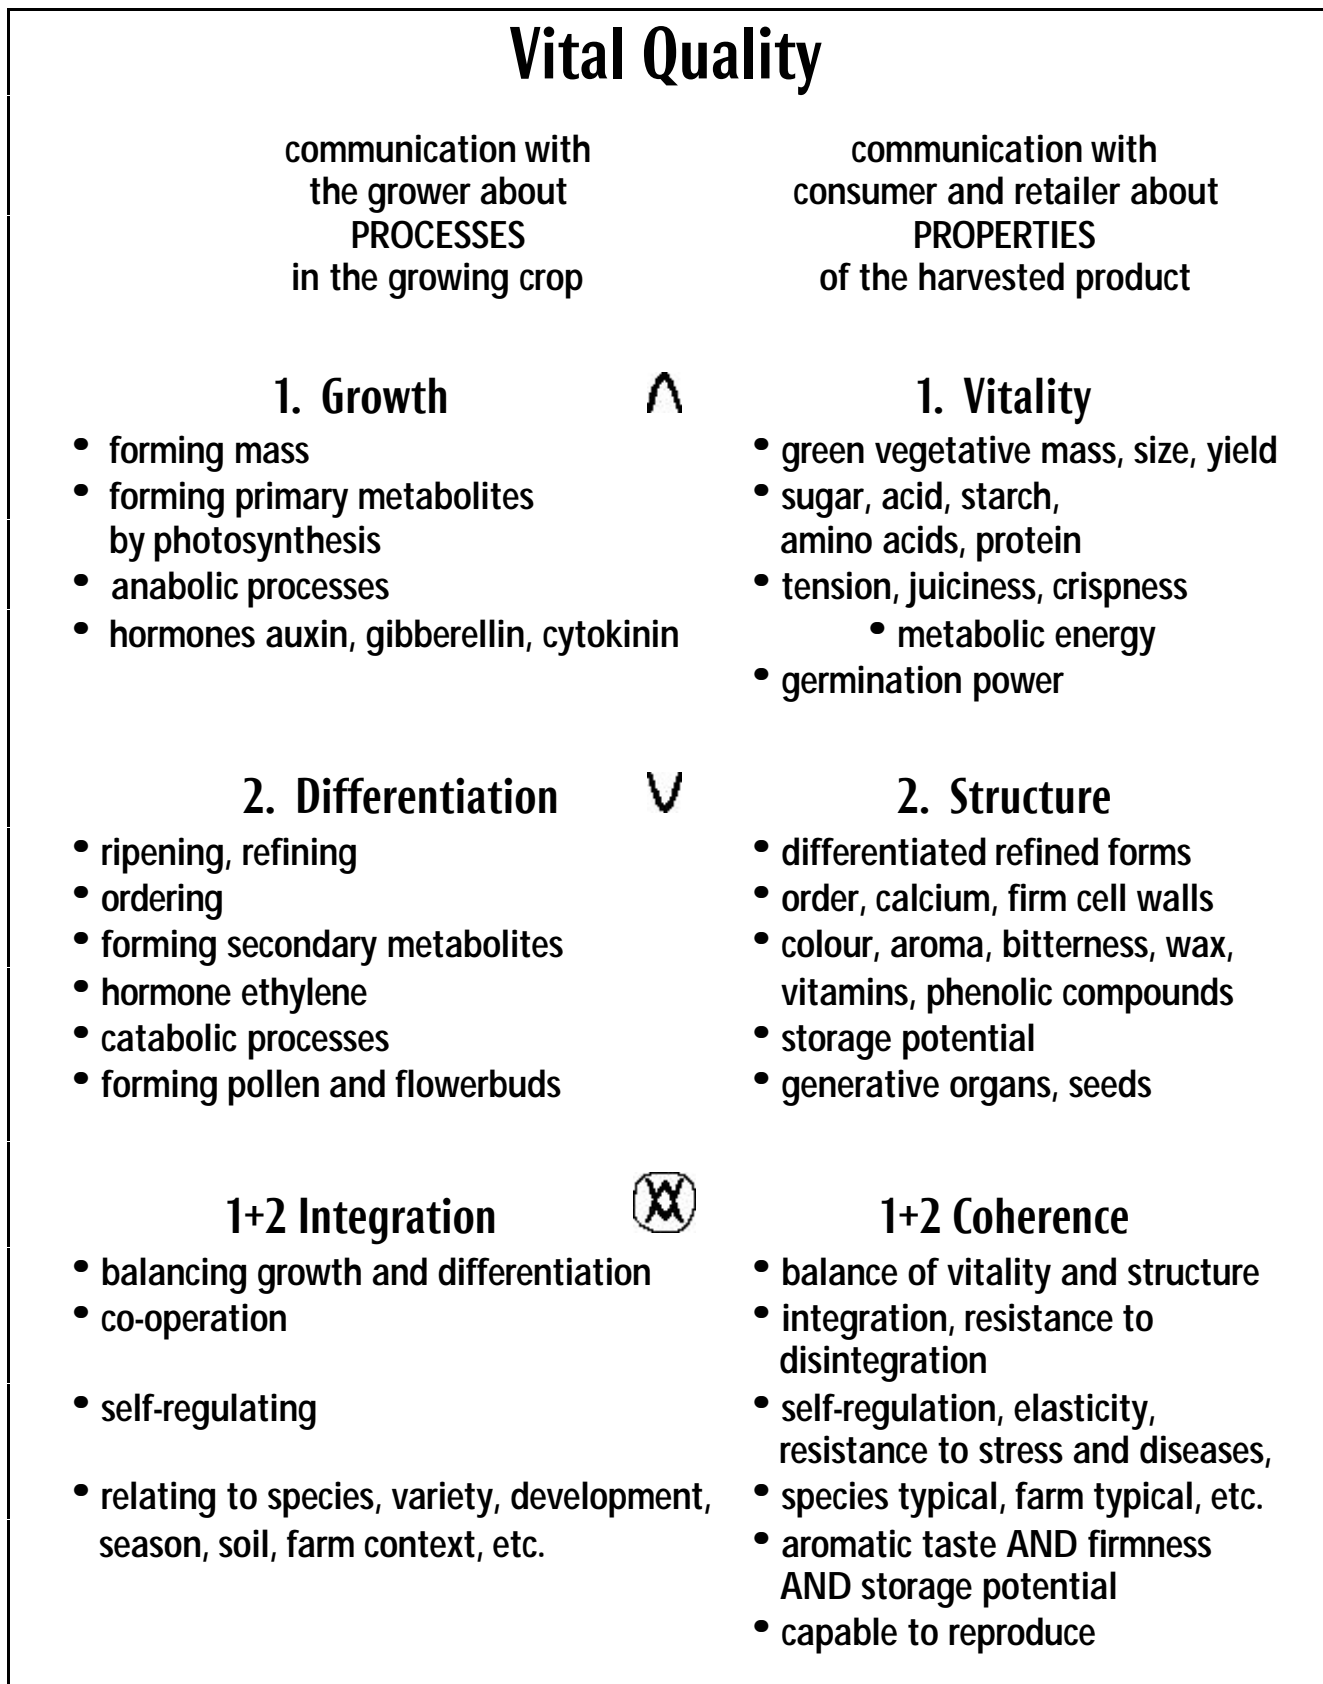 Vital Quality
communication with
the grower about
PROCESSES
in the growing crop
communication with
consumer and retailer about
PROPERTIES
of the harvested product
1. Growth
• forming mass
• forming primary metabolites
by photosynthesis
• anabolic processes
• hormones auxin, gibberellin, cytokinin
1. Vitality
• green vegetative mass, size, yield
• sugar, acid, starch,
amino acids, protein
• tension, juiciness, crispness
• metabolic energy
• germination power
2. Differentiation
• ripening, refining
• ordering
• forming secondary metabolites
• hormone ethylene
• catabolic processes
• forming pollen and flowerbuds
2. Structure
• differentiated refined forms
• order, calcium, firm cell walls
• colour, aroma, bitterness, wax,
vitamins, phenolic compounds
• storage potential
• generative organs, seeds
1+2 Integration
• balancing growth and differentiation
• co-operation
• self-regulating
• relating to species, variety, development,
season, soil, farm context, etc.
1+2 Coherence
• balance of vitality and structure
• integration, resistance to
disintegration
• self-regulation, elasticity,
resistance to stress and diseases,
• species typical, farm typical, etc.
• aromatic taste AND firmness
AND storage potential
• capable to reproduce